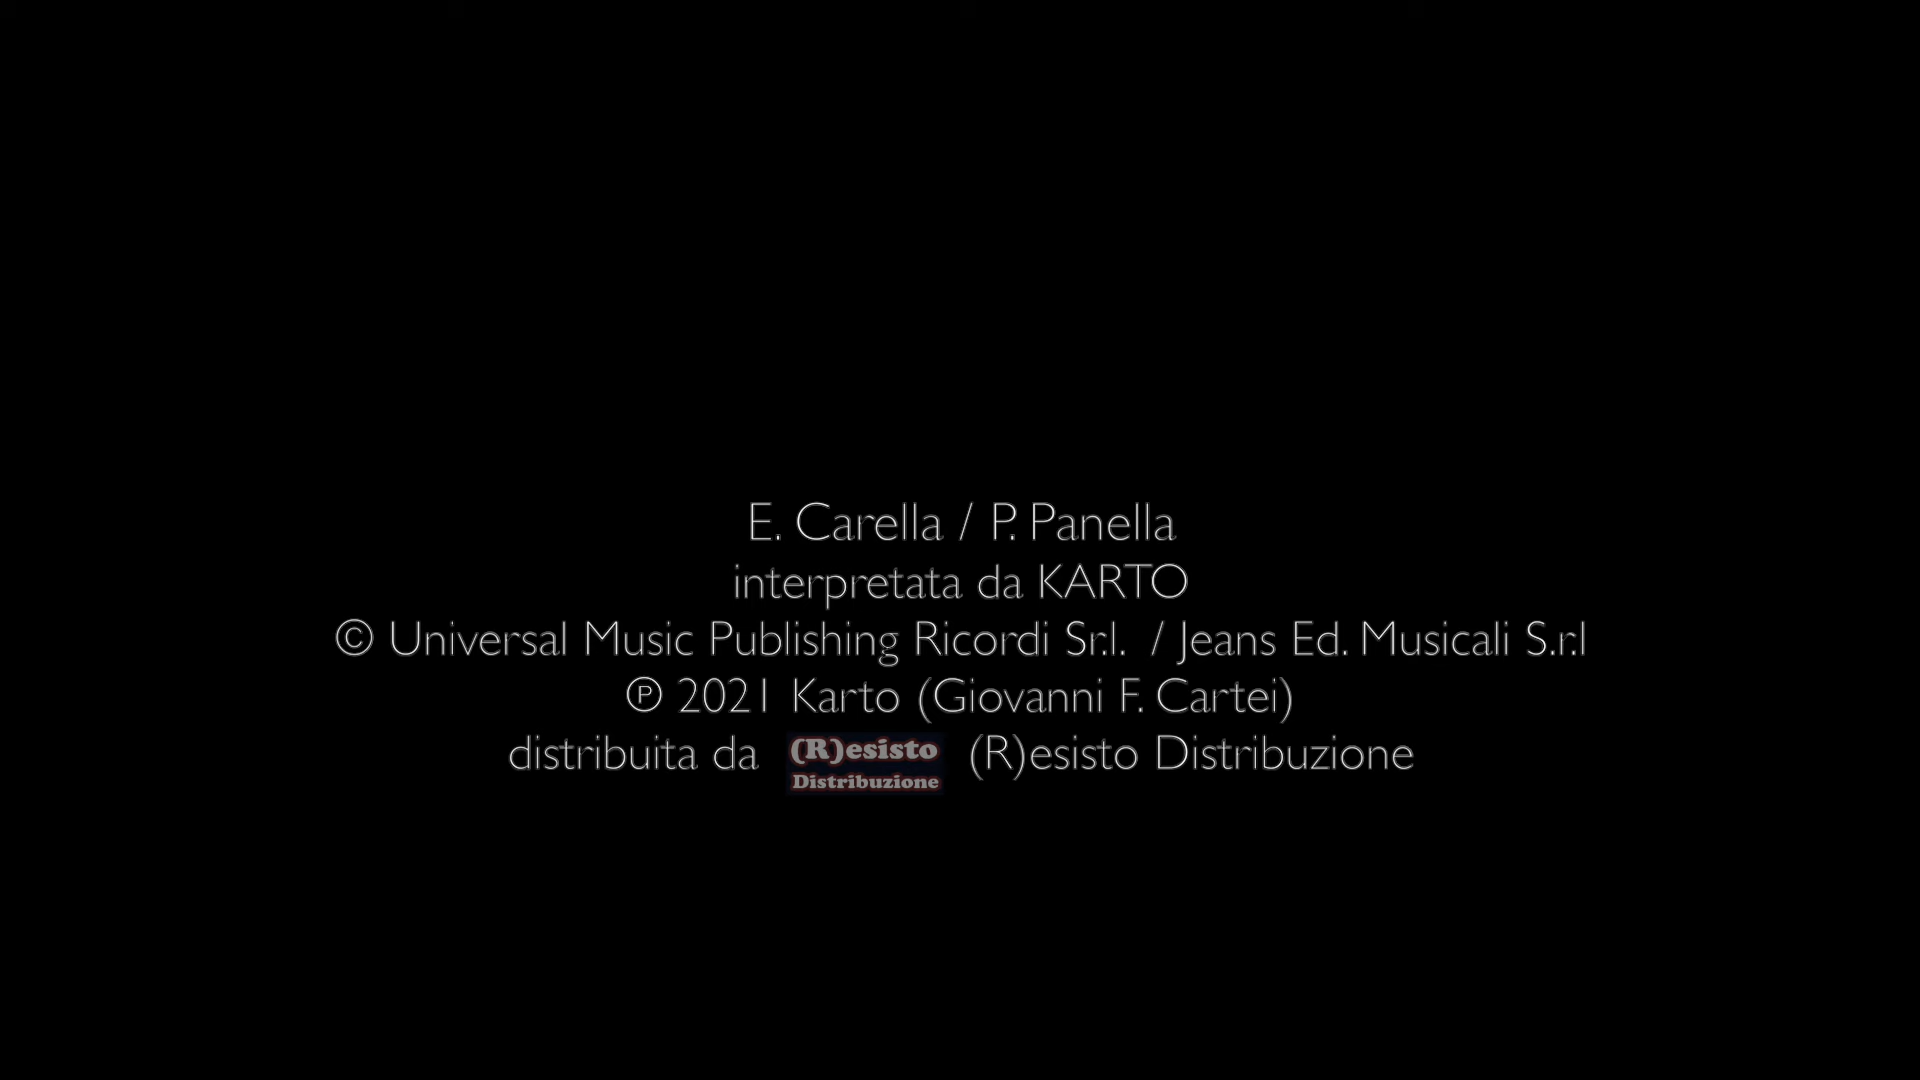 E. Carella / P. Panella
interpretata da KARTO
© Universal Music Publishing Ricordi Sr.l. / Jeans Ed. Musicali S.r.l
℗ 2021 Karto (Giovanni F. Cartei)
distribuita da (R)esisto Distribuzione (R)esisto Distribuzione